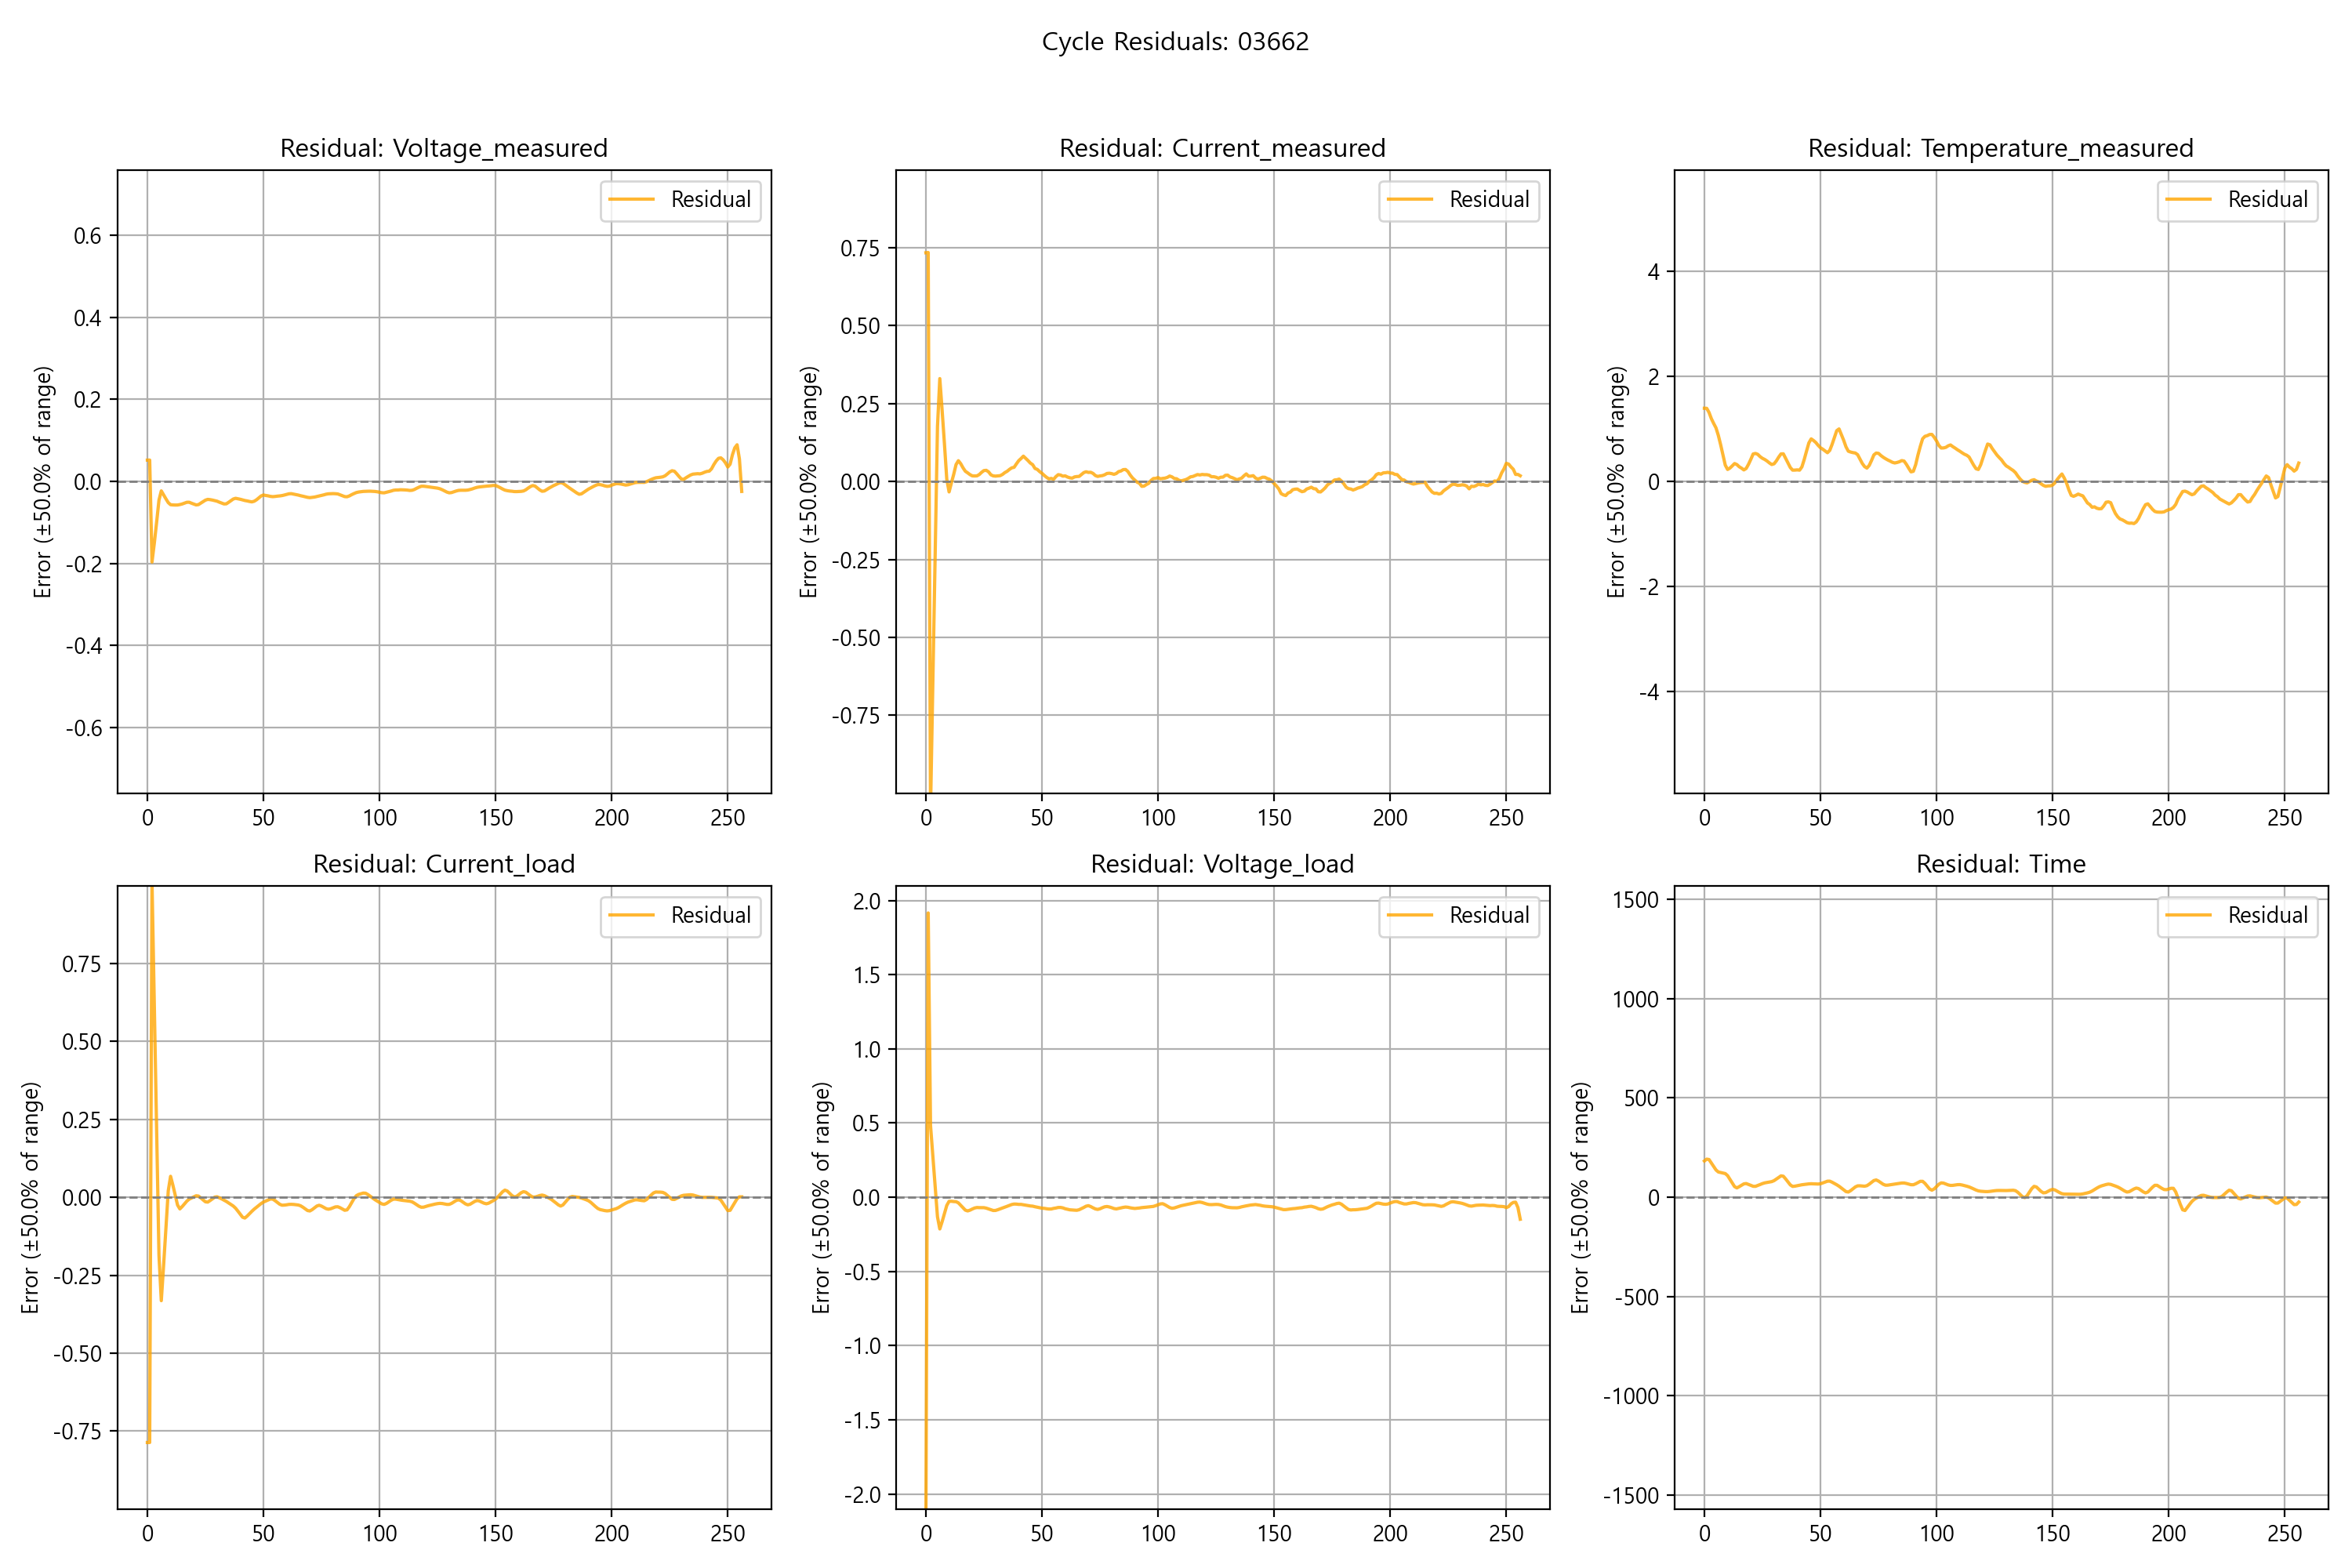 Cycle Residuals: 03662
Residual: Voltage_measured
Residual
0.6
0.4
0.2
0.0
-0.2
-0.4
-0.6
Error (±50.0% of range)
0 50 100 150 200 250
Residual: Current_measured
Residual
0.75
0.50
0.25
0.00
-0.25
-0.50
-0.75
Error (±50.0% of range)
0 50 100 150 200 250
Residual: Temperature_measured
Residual
4
2
0
-2
-4
Error (±50.0% of range)
0 50 100 150 200 250
Residual: Current_load
Residual
0.75
0.50
0.25
0.00
-0.25
-0.50
-0.75
Error (±50.0% of range)
0 50 100 150 200 250
Residual: Voltage_load
Residual
2.0
1.5
1.0
0.5
0.0
-0.5
-1.0
-1.5
-2.0
Error (±50.0% of range)
0 50 100 150 200 250
Residual: Time
Residual
1500
1000
500
0
-500
-1000
-1500
Error (±50.0% of range)
0 50 100 150 200 250